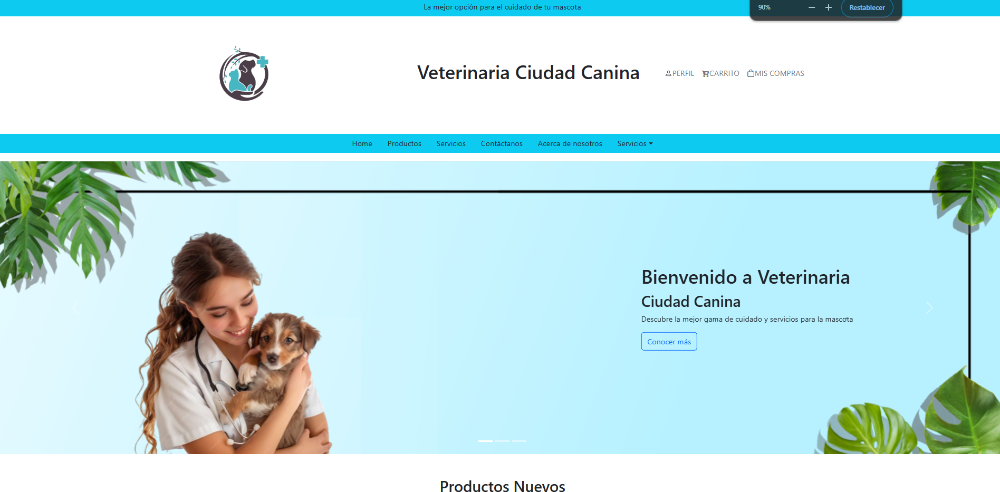 La mejor opción para el cuidado de tu mascota
90%
Restablecer
Veterinaria Ciudad Canina
PERFIL CARRITO MIS COMPRAS
Home Productos Servicios Contáctanos Acerca de nosotros Servicios
Bienvenido a Veterinaria
Ciudad Canina
Descubre la mejor gama de cuidado y servicios para la mascota
Conocer más
Productos Nuevos